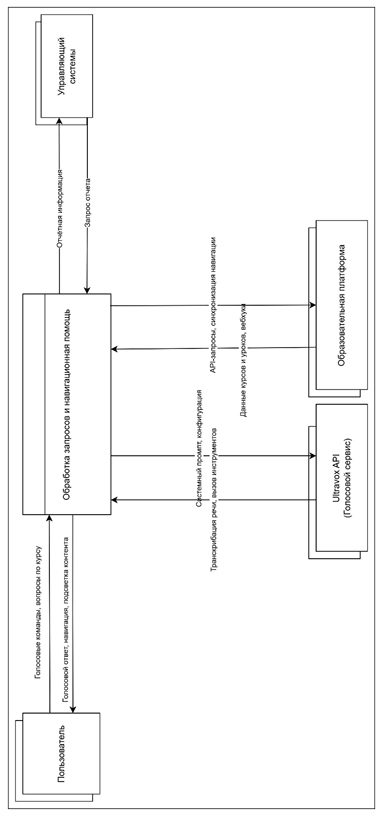 Пользователь
Голосовые команды, вопросы по курсу
Голосовой ответ, навигация, подсветка контента
Обработка запросов и навигационная помощь
Отчетная информация
Запрос отчета
Управляющий
системы
Системный промпт, конфигурация
Транскрибация речи, вызов инструментов
Ultravox API
(Голосовой сервис)
API-запросы, синхронизация навигации
Данные курсов и уроков, вебхуки
Образовательная платформа